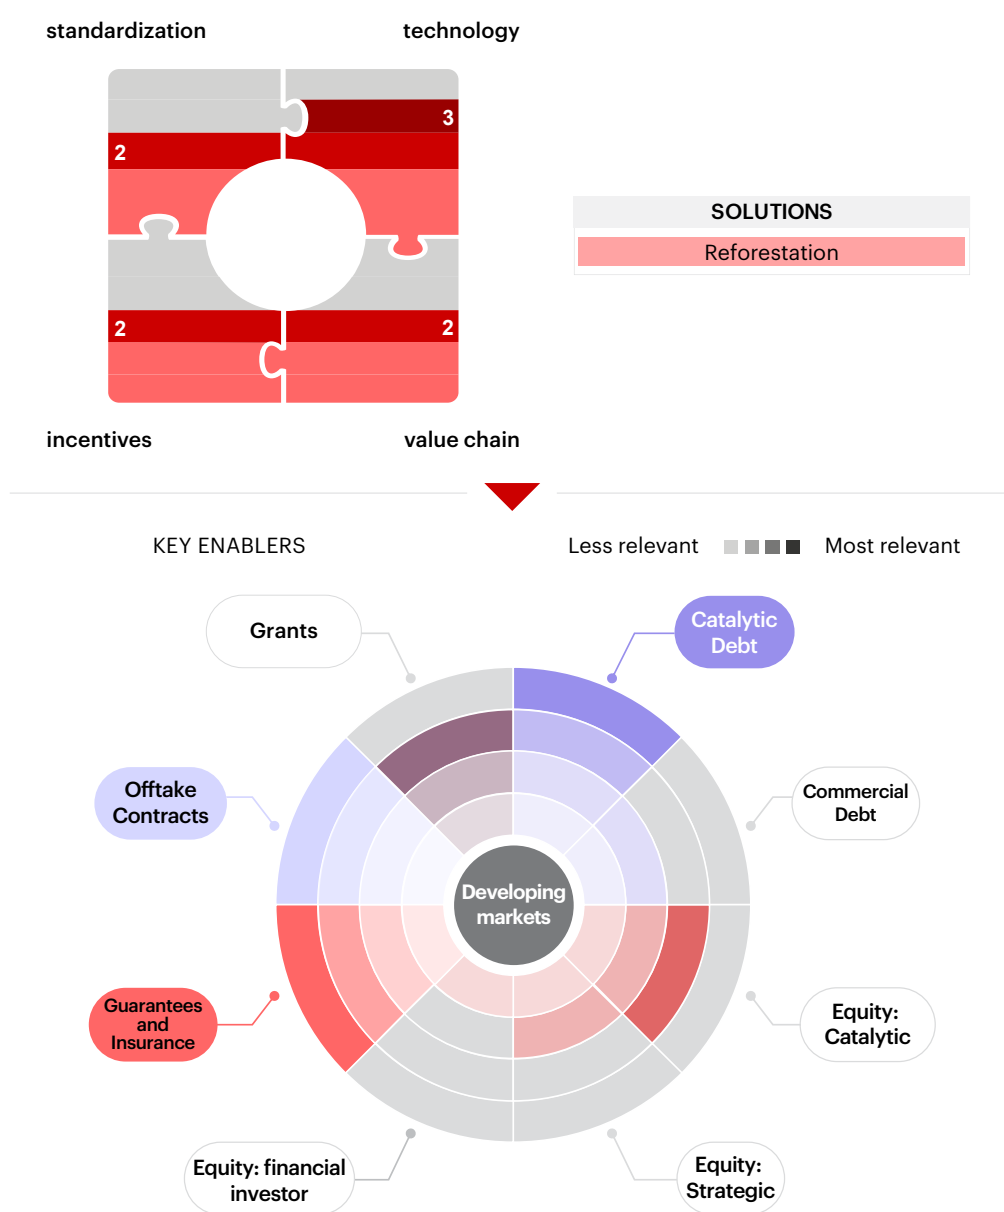 standardization
technology
3
2
2
2
incentives
value chain
SOLUTIONS
Reforestation
KEY ENABLERS
Less relevant
Most relevant
Grants
Catalytic
Debt
Offtake
Contracts
Commercial
Debt
Developing
markets
Guarantees
and
Insurance
Equity:
Catalytic
Equity: financial
investor
Equity:
Strategic